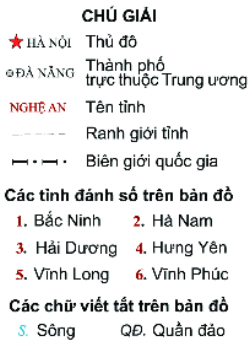 CHÚ GIẢI
HÀ NỘI Thủ đô
ĐÀ NẴNG Thành phố
trực thuộc Trung ương
NGHỆ AN Tên tỉnh
Ranh giới tỉnh
Biên giới quốc gia
Các tỉnh đánh số trên bản đồ
1. Bắc Ninh 2. Hà Nam
3. Hải Dương 4. Hưng Yên
5. Vĩnh Long 6. Vĩnh Phúc
Các chữ viết tắt trên bản đồ
S. Sông QĐ. Quần đảo